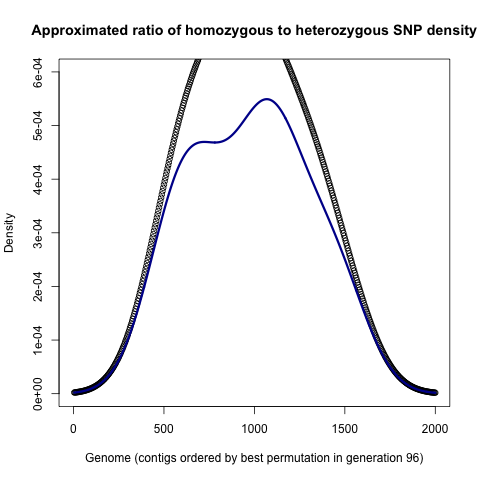 Approximated ratio of homozygous to heterozygous SNP density
6e-04
5e-04
4e-04
3e-04
2e-04
1e-04
0e+00
Density
0 500 1000 1500 2000
Genome (contigs ordered by best permutation in generation 96)